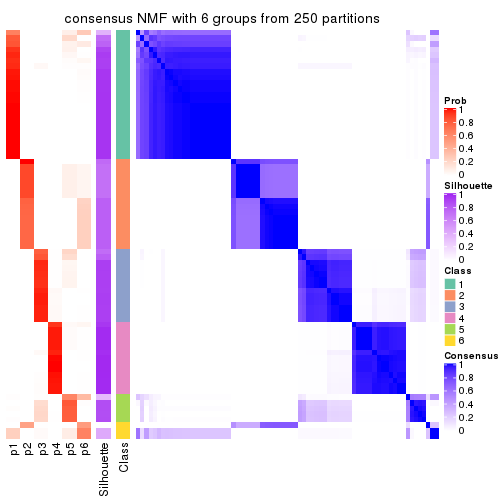 consensus NMF with 6 groups from 250 partitions
Prob
1
0.8
0.6
0.4
0.2
0
Silhouette
1
0.8
0.6
0.4
0.2
0
Class
1
2
3
4
5
6
Consensus
1
0.8
0.6
0.4
0.2
0
p1
p2
p3
p4
p5
p6
Silhouette
Class